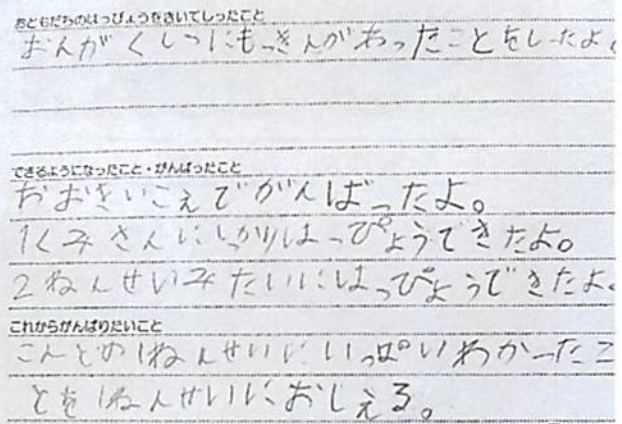 おともだちのはっぴょうをきいてしったこと
おんがくしつにもっきんがあったことをしったよ。
できるようになったこと・がんばったこと
おおきいこえでがんばったよ。
1くみさんにしっかりはっぴょうできたよ。
2ねんせいみたいにはっぴょうできたよ。
これからがんばりたいこと
こんどの1ねんせいにいっぱいわかったこ
とを1ねんせいにおしえる。